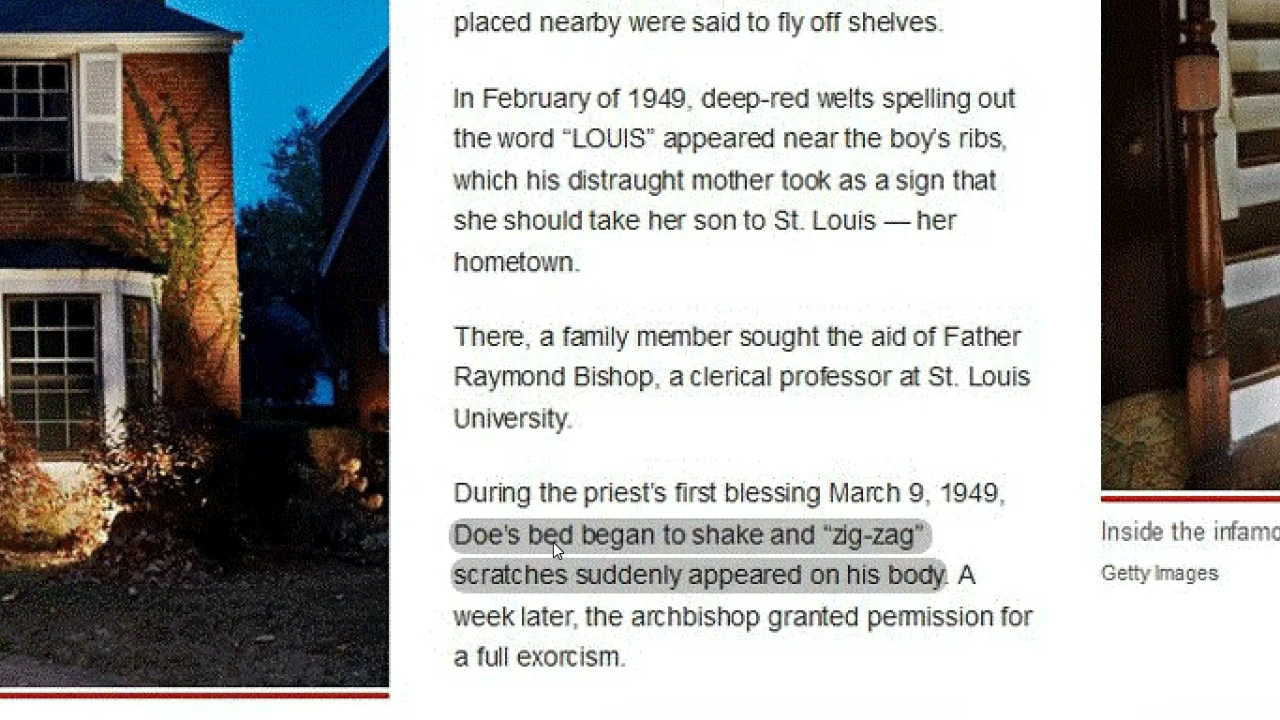 placed nearby were said to fly off shelves.
In February of 1949, deep-red welts spelling out
the word “LOUIS” appeared near the boy's ribs,
which his distraught mother took as a sign that
she should take her son to St. Louis — her
hometown.
There, a family member sought the aid of Father
Raymond Bishop, a clerical professor at St. Louis
University.
During the priest's first blessing March 9, 1949,
Doe's bed began to shake and “zig-zag”
scratches suddenly appeared on his body. A
week later, the archbishop granted permission for
a full exorcism.
Inside the
Getty Images